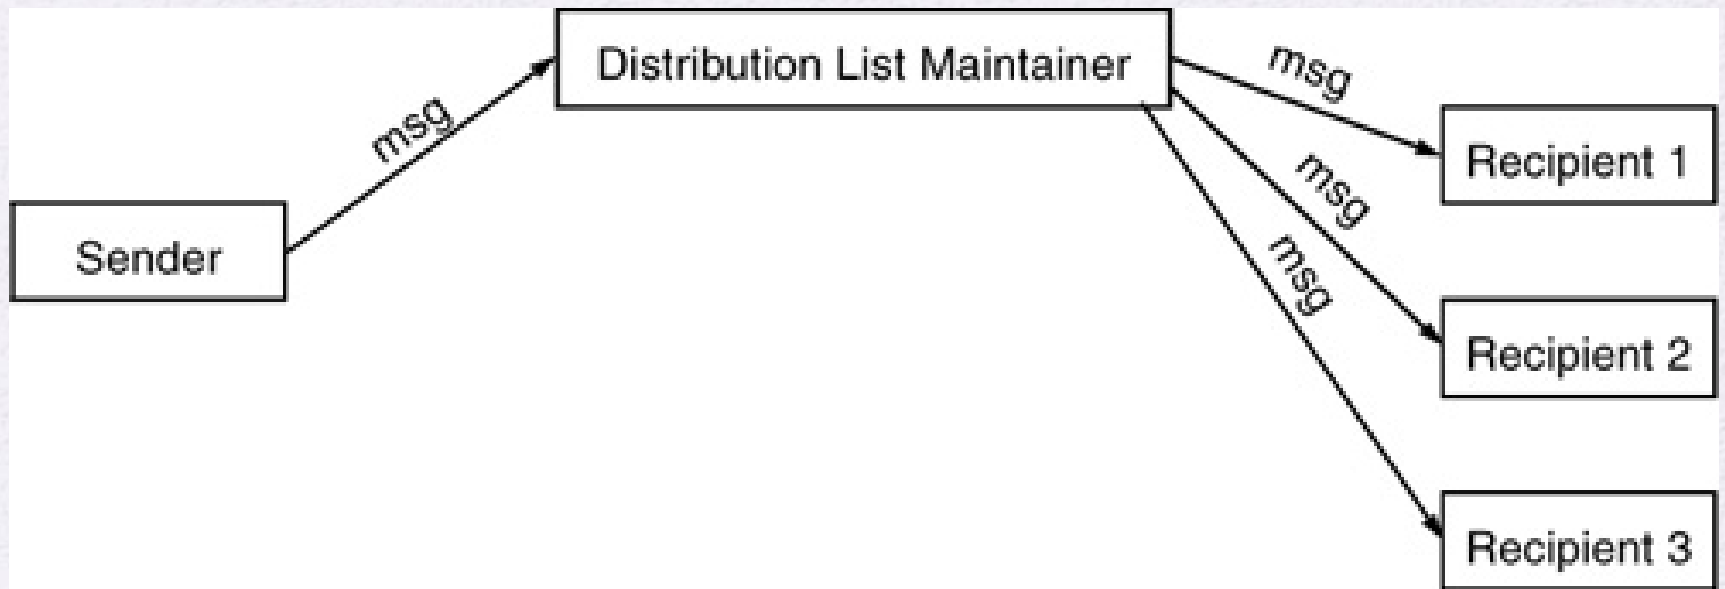 Distribution List Maintainer
msg
msg
Recipient 1
msg
Sender
msg
Recipient 2
Recipient 3